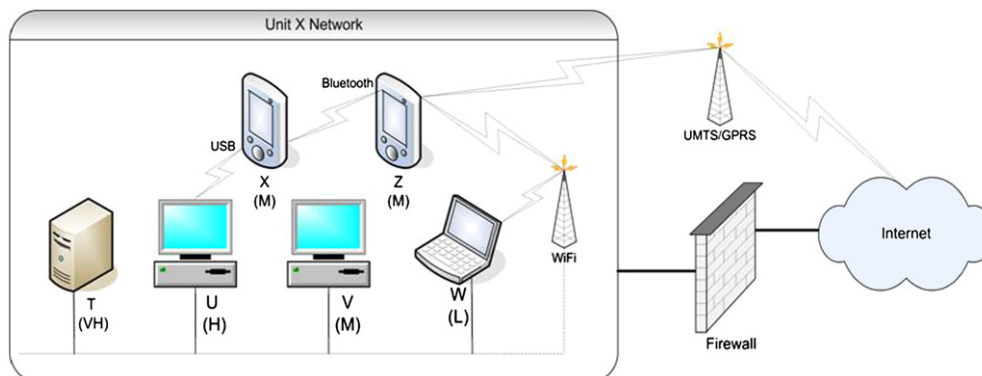 Unit X Network
Bluetooth
USB
UMTS/GPRS
X
(M)
Z
(M)
Internet
WiFi
T
(VH)
U
(H)
V
(M)
W
(L)
Firewall